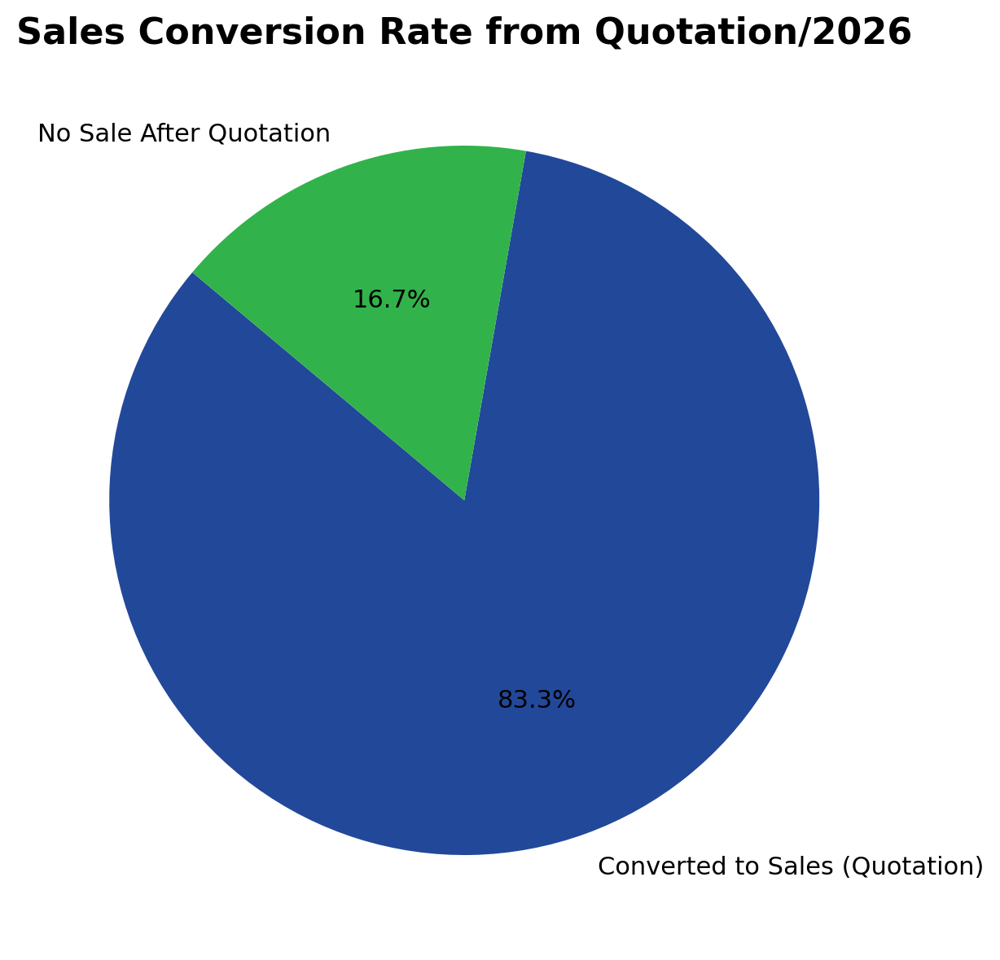 Sales Conversion Rate from Quotation/2026
No Sale After Quotation
16.7%
83.3%
Converted to Sales (Quotation)